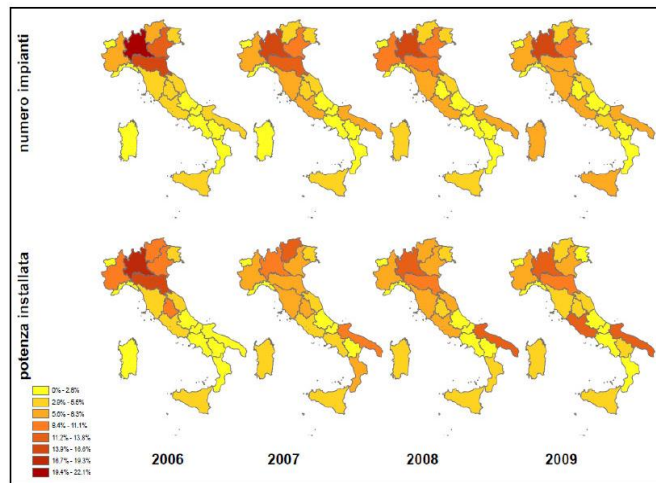 numero impianti
potenza installata
0% - 2.8%
2.9% - 5.5%
5.6% - 8.3%
8.4% - 11.1%
11.2% - 13.8%
13.9% - 16.6%
16.7% - 19.3%
19.4% - 22.1%
2006
2007
2008
2009